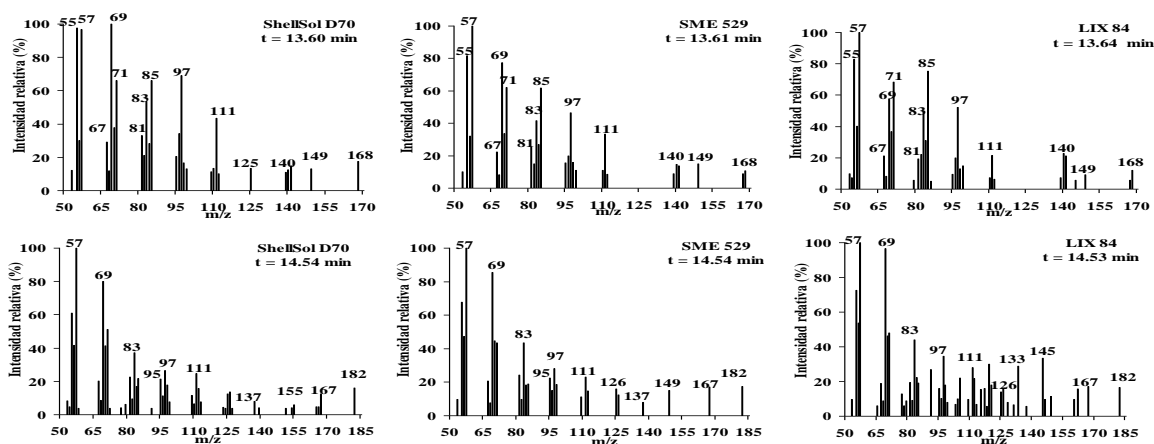 ShellSol D70
t = 13.60 min
Intensidad relativa (%)
100
80
60
40
20
0
55 57 69
71 85 97
83
111
67 81
125 140 149 168
50 65 80 95 110 125 140 155 170
m/z
SME 529
t = 13.61 min
Intensidad relativa (%)
100
80
60
40
20
0
57
55 69
71 85
83 97
111
67 81
140 149 168
50 65 80 95 110 125 140 155 170
m/z
LIX 84
t = 13.64 min
Intensidad relativa (%)
100
80
60
40
20
0
57
55
71 85
69 83 97
67 81 111 140
149 168
50 65 80 95 110 125 140 155 170
m/z
ShellSol D70
t = 14.54 min
Intensidad relativa (%)
100
80
60
40
20
0
57
69
83
95 97 111
137 155 167 182
50 65 80 95 110 125 140 155 170 185
m/z
SME 529
t = 14.54 min
Intensidad relativa (%)
100
80
60
40
20
0
57
69
83
95 97 111
126 137 149 167 182
50 65 80 95 110 125 140 155 170 185
m/z
LIX 84
t = 14.53 min
Intensidad relativa (%)
100
80
60
40
20
0
57 69
83
97 111 133 145
126 167 182
50 65 80 95 110 125 140 155 170 185
m/z